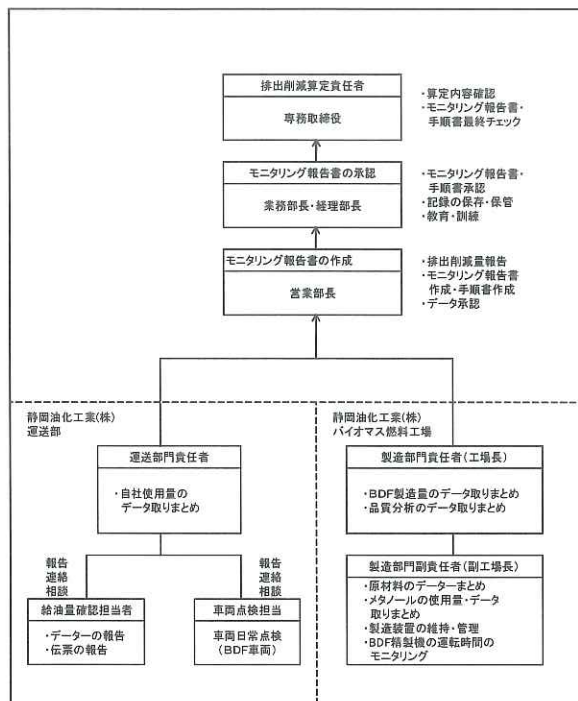 排出削減算定責任者
専務取締役
・算定内容確認
・モニタリング報告書・
手順書最終チェック
モニタリング報告書の承認
業務部長・経理部長
・モニタリング報告書・
手順書承認
・記録の保存・保管
・教育・訓練
モニタリング報告書の作成
営業部長
・排出削減量報告
・モニタリング報告書
作成・手順書作成
・データ承認
静岡油化工業(株)
運送部
運送部門責任者
・自社使用量の
データ取りまとめ
報告
連絡
相談
報告
連絡
相談
給油量確認担当者
・データーの報告
・伝票の報告
車両点検担当
車両日常点検
(BDF車両)
静岡油化工業(株)
バイオマス燃料工場
製造部門責任者(工場長)
・BDF製造量のデータ取りまとめ
・品質分析のデータ取りまとめ
製造部門副責任者(副工場長)
・原材料のデーターまとめ
・メタノールの使用量・データ
取りまとめ
・製造装置の維持・管理
・BDF精製機の運転時間の
モニタリング